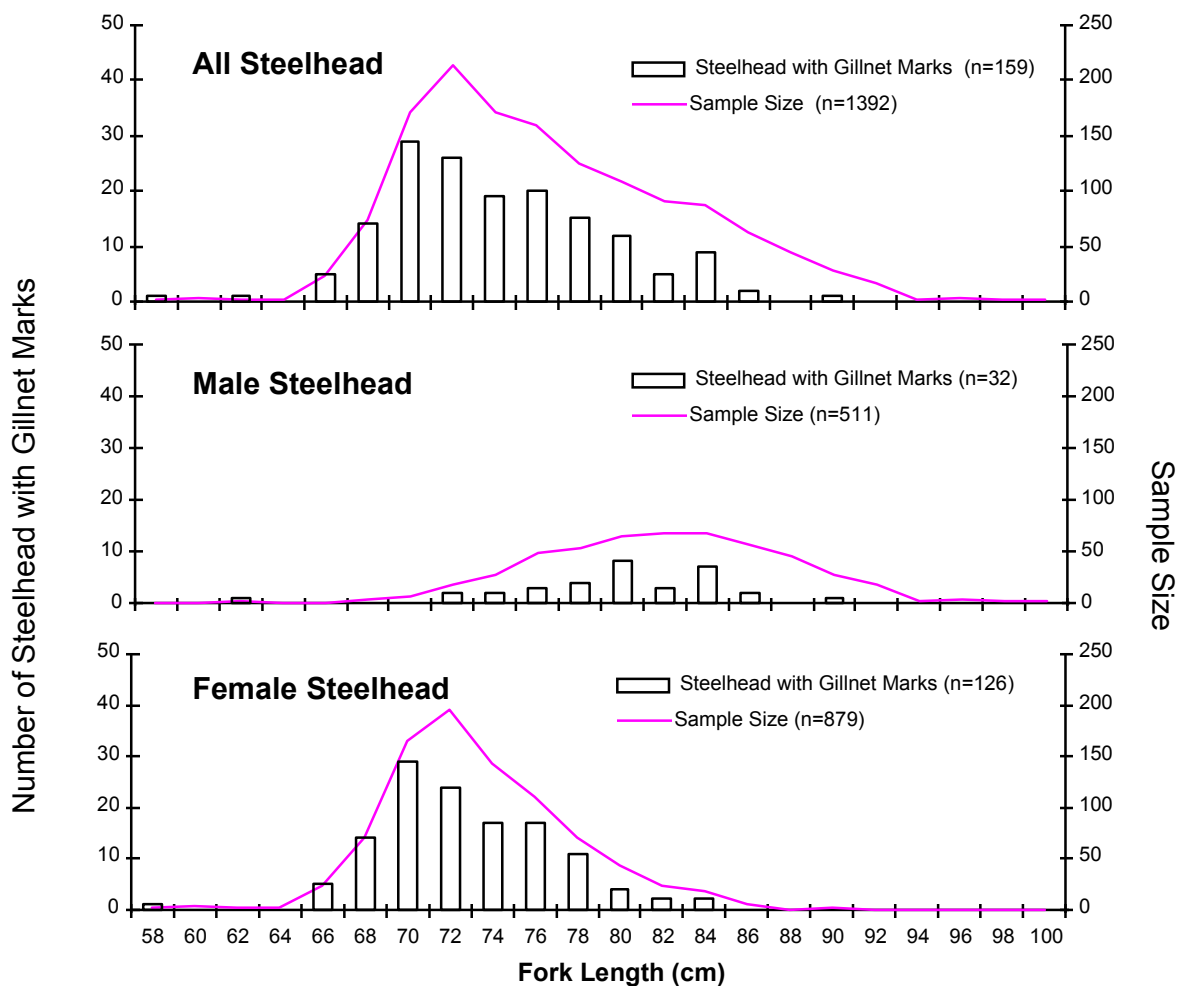 Number of Steelhead with Gillnet Marks
All Steelhead
Steelhead with Gillnet Marks (n=159)
Sample Size (n=1392)
50
40
30
20
10
0
250
200
150
100
50
0
Male Steelhead
Steelhead with Gillnet Marks (n=32)
Sample Size (n=511)
50
40
30
20
10
0
250
200
150
100
50
0
Female Steelhead
Steelhead with Gillnet Marks (n=126)
Sample Size (n=879)
50
40
30
20
10
0
250
200
150
100
50
0
Sample Size
58 60 62 64 66 68 70 72 74 76 78 80 82 84 86 88 90 92 94 96 98 100
Fork Length (cm)